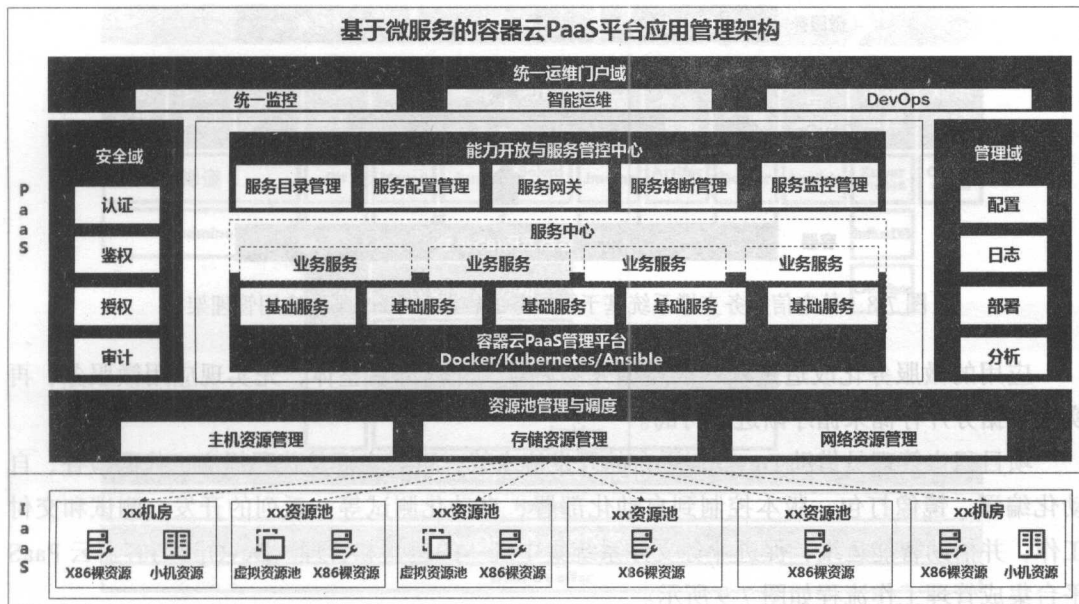 基于微服务的容器云PaaS平台应用管理架构
统一运维门户域
统一监控 智能运维 DevOps
PaaS
安全域
认证
鉴权
授权
审计
能力开放与服务管控中心
服务目录管理 服务配置管理 服务网关 服务熔断管理 服务监控管理
服务中心
业务服务 业务服务 业务服务 业务服务
基础服务 基础服务 基础服务 基础服务 基础服务
容器云PaaS管理平台
Docker/Kubernetes/Ansible
管理域
配置
日志
部署
分析
资源池管理与调度
主机资源管理 存储资源管理 网络资源管理
IaaS
xx机房 xx资源池 xx资源池 xx资源池 xx资源池 xx机房
X86裸资源 小机资源 虚拟资源池 X86裸资源 虚拟资源池 X86裸资源 X86裸资源 X86裸资源 X86裸资源 小机资源